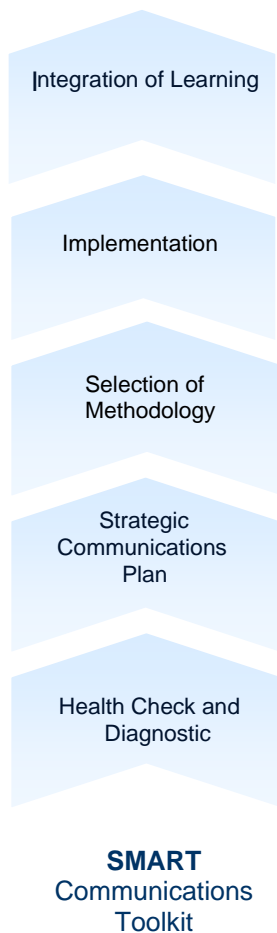 Integration of Learning
Implementation
Selection of
Methodology
Strategic
Communications
Plan
Health Check and
Diagnostic
SMART
Communications
Toolkit